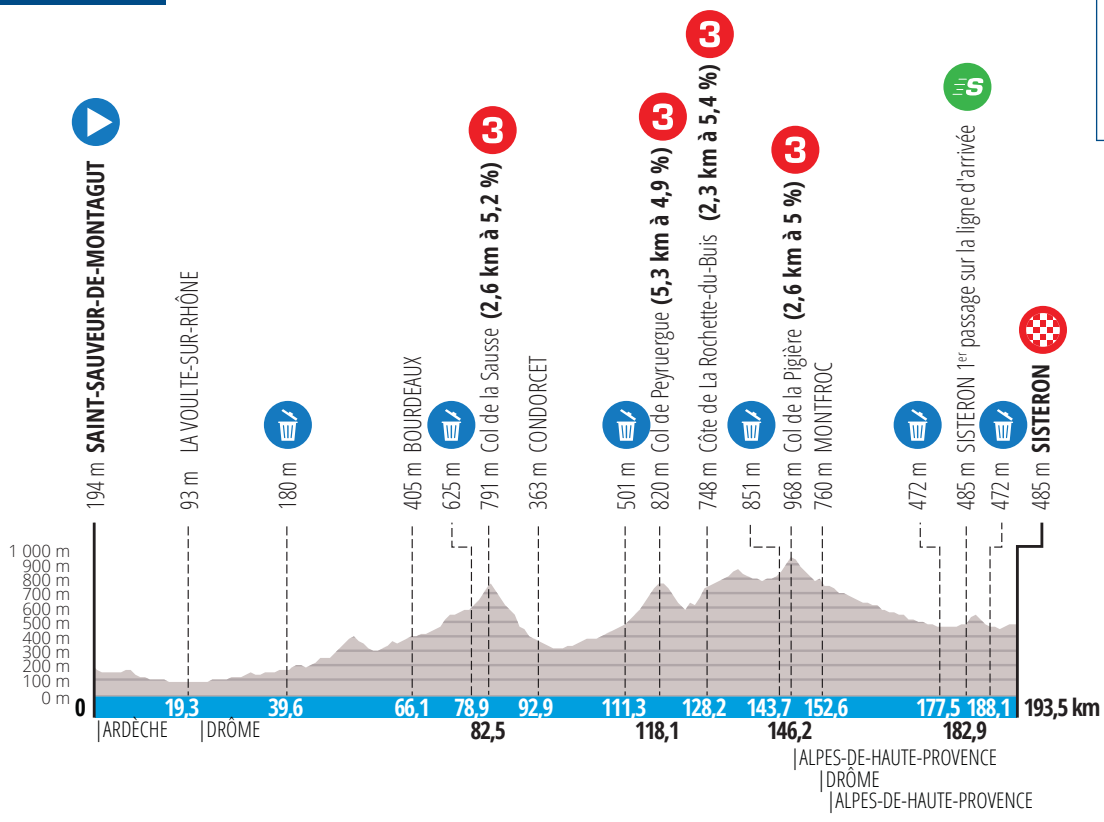 194 m SAINT-SAUVEUR-DE-MONTAGUT
93 m LA VOULTE-SUR-RHÔNE
180 m
405 m BOURDEAUX
625 m
791 m Col de la Sausse (2,6 km à 5,2 %) 3
363 m CONDORCET
501 m
820 m Col de Peyruergue (5,3 km à 4,9 %) 3
748 m Côte de La Rochette-du-Buis (2,3 km à 5,4 %) 3
851 m
968 m Col de la Pigière (2,6 km à 5 %) 3
760 m MONTFROC
472 m
485 m SISTERON 1er passage sur la ligne d'arrivée S
472 m
485 m SISTERON
1 000 m
900 m
800 m
700 m
600 m
500 m
400 m
300 m
200 m
100 m
0 m
0 19,3 39,6 66,1 78,9 92,9 111,3 128,2 143,7 152,6 177,5 188,1 193,5 km
82,5 118,1 146,2 182,9
|ARDÈCHE |DRÔME
|ALPES-DE-HAUTE-PROVENCE
|DRÔME
|ALPES-DE-HAUTE-PROVENCE